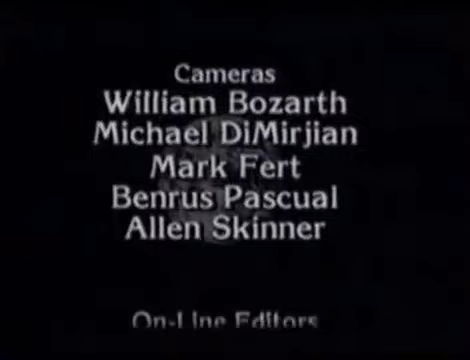 Cameras
William Bozarth
Michael DiMirjian
Mark Fert
Benrus Pascual
Allen Skinner
On-Line Editors